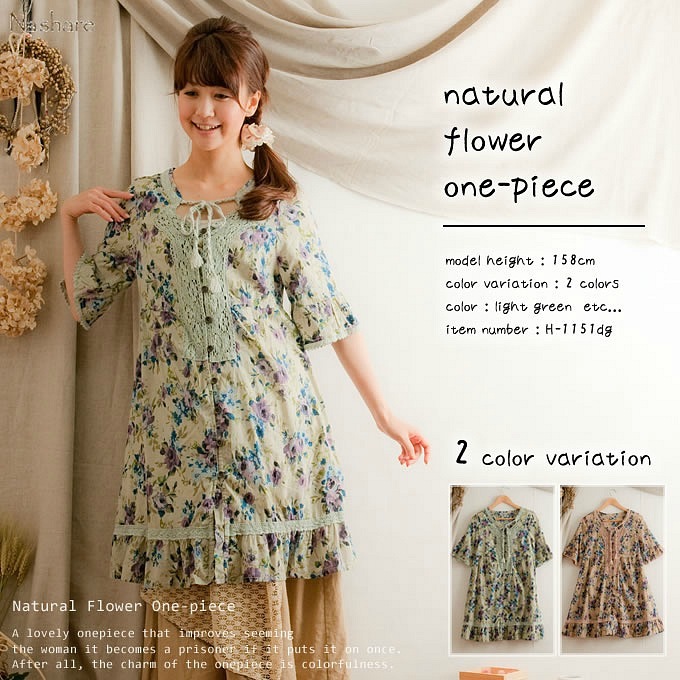 Nashare
natural
flower
one-piece
model height : 158cm
color variation : 2 colors
color : light green etc...
item number : H-1151dg
2 color variation
Natural Flower One-piece
A lovely onepiece that improves seeming
the woman it becomes a prisoner if it puts it on once.
After all, the charm of the onepiece is colorfulness.